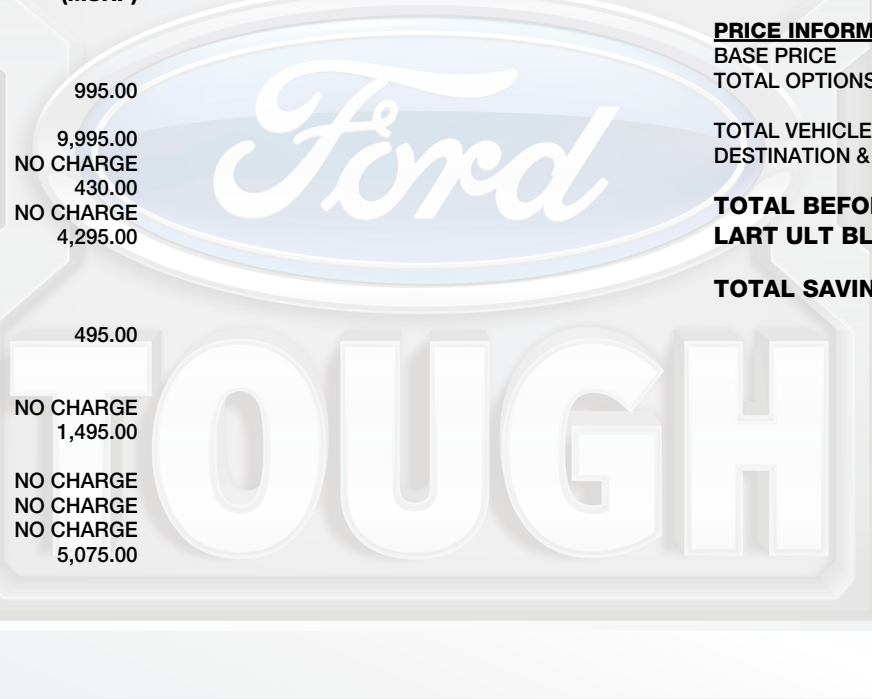 995.00
9,995.00
NO CHARGE
430.00
NO CHARGE
4,295.00
495.00
NO CHARGE
1,495.00
NO CHARGE
NO CHARGE
NO CHARGE
5,075.00
PRICE INFORM
BASE PRICE
TOTAL OPTIONS
TOTAL VEHICLE
DESTINATION &
TOTAL BEFO
LART ULT BL
TOTAL SAVIN
Ford
TOUGH